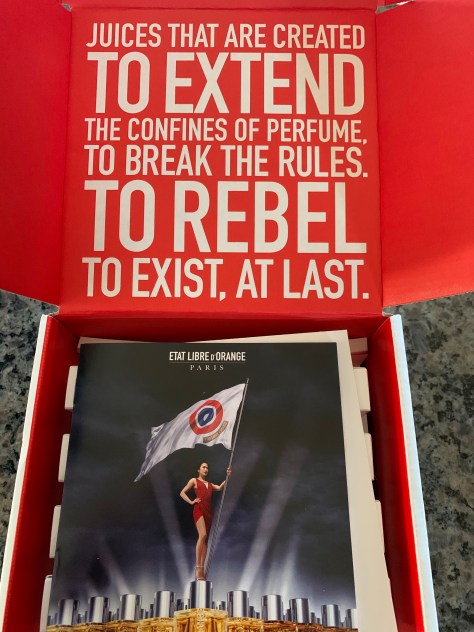 JUICES THAT ARE CREATED
TO EXTEND
THE CONFINES OF PERFUME,
TO BREAK THE RULES.
TO REBEL
TO EXIST, AT LAST.
ETAT LIBRE D'ORANGE
PARIS